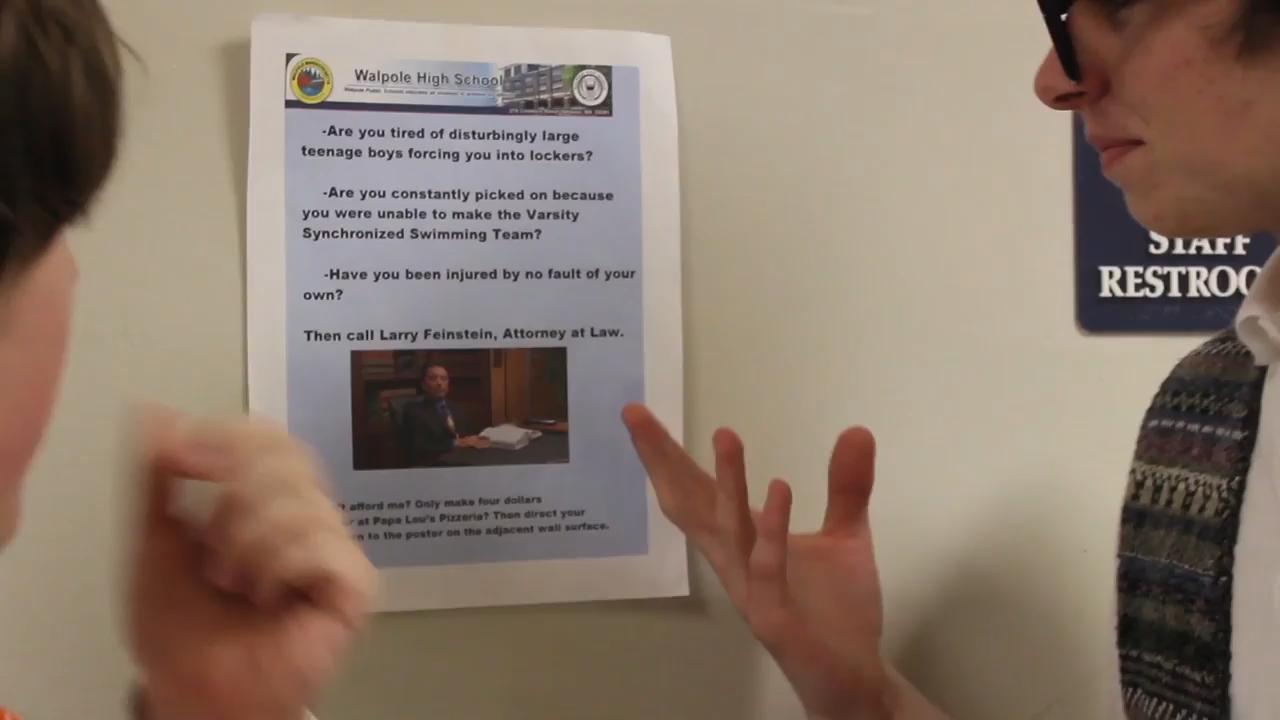 Walpole High School
-Are you tired of disturbingly large
teenage boys forcing you into lockers?
-Are you constantly picked on because
you were unable to make the Varsity
Synchronized Swimming Team?
-Have you been injured by no fault of your
own?
Then call Larry Feinstein, Attorney at Law.
afford me? Only make four dollars
at Papa Lou's Pizzeria? Then direct your
to the poster on the adjacent wall surface.
STAFF
RESTROO